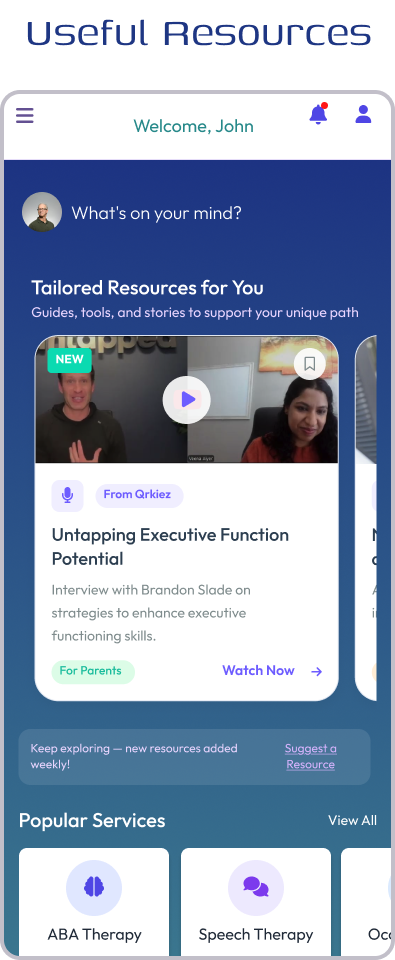 Useful Resources
Welcome, John
What's on your mind?
Tailored Resources for You
Guides, tools, and stories to support your unique path
untapped
NEW
From Qrkiez
Untapping Executive Function
Potential
Interview with Brandon Slade on
strategies to enhance executive
functioning skills.
For Parents
Watch Now →
Keep exploring — new resources added
weekly!
Suggest a
Resource
Popular Services
View All
ABA Therapy
Speech Therapy